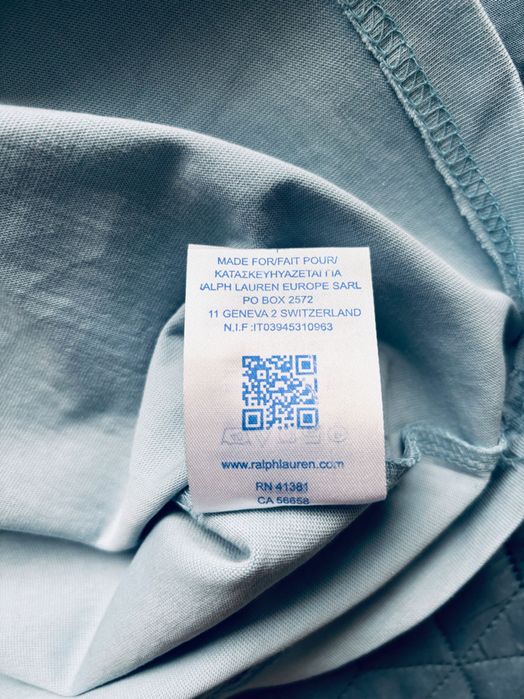 MADE FOR/FAIT POUR/
ΚΑΤΑΣΚΕΥΗΥΑΖΕΤΑΙ ΓΙΑ
RALPH LAUREN EUROPE SARL
PO BOX 2572
11 GENEVA 2 SWITZERLAND
N.I.F :IT03945310963
www.ralphlauren.com
RN 41381
CA 56658